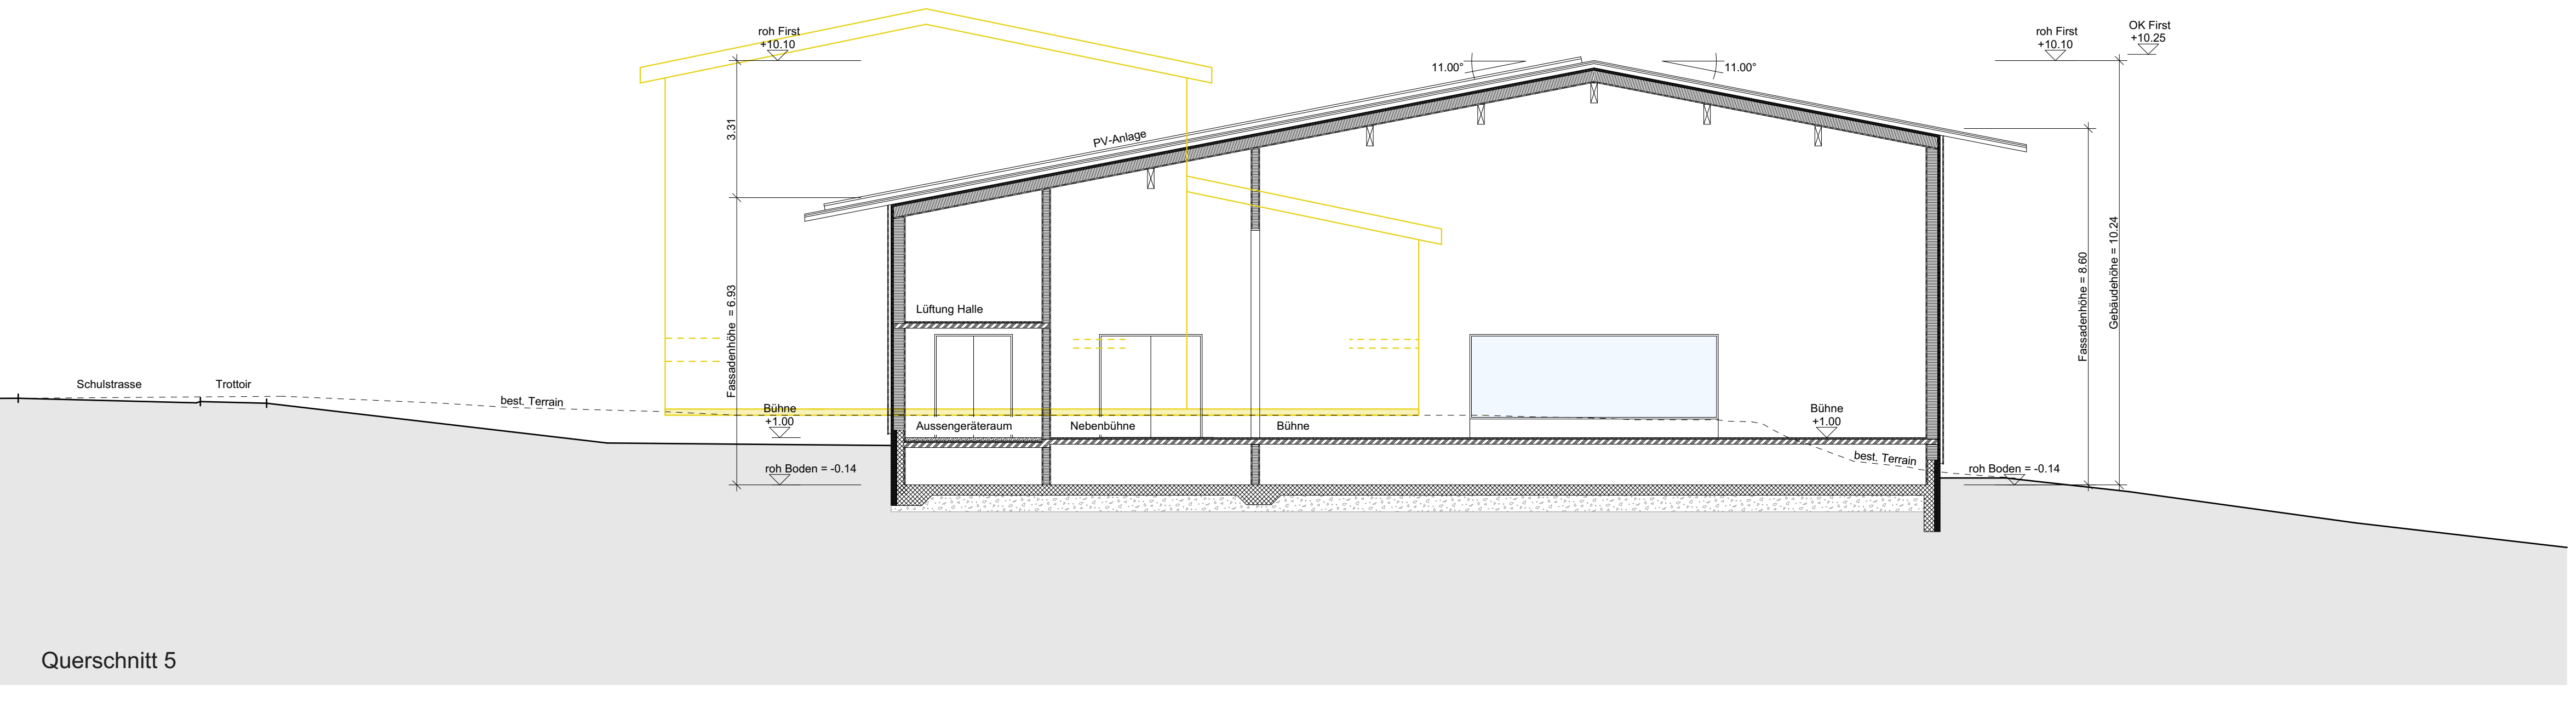 roh First
+10.10
roh First
+10.10
OK First
+10.25
11.00°
11.00°
3.31
PV-Anlage
Fassadenhöhe = 6.93
Fassadenhöhe = 8.60
Gebäudehöhe = 10.24
Lüftung Halle
Schulstrasse
Trottoir
best. Terrain
Bühne
+1.00
Aussengeräteraum
Nebenbühne
Bühne
Bühne
+1.00
best. Terrain
roh Boden = -0.14
roh Boden = -0.14
Querschnitt 5